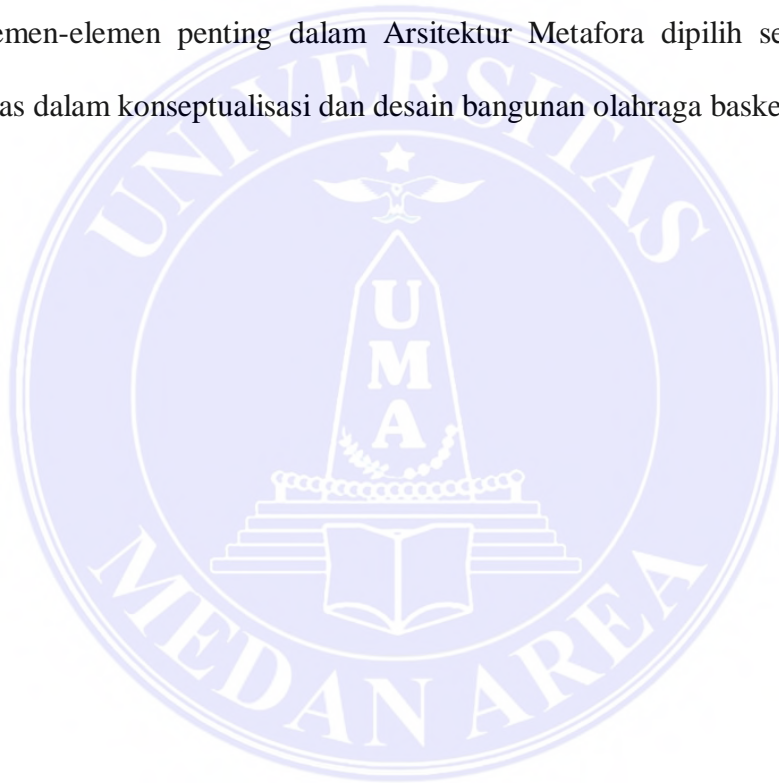 emen-elemen penting dalam Arsitektur Metafora dipilih se
as dalam konseptualisasi dan desain bangunan olahraga baske
UNIVERSITAS
U
M
A
MEDAN AREA